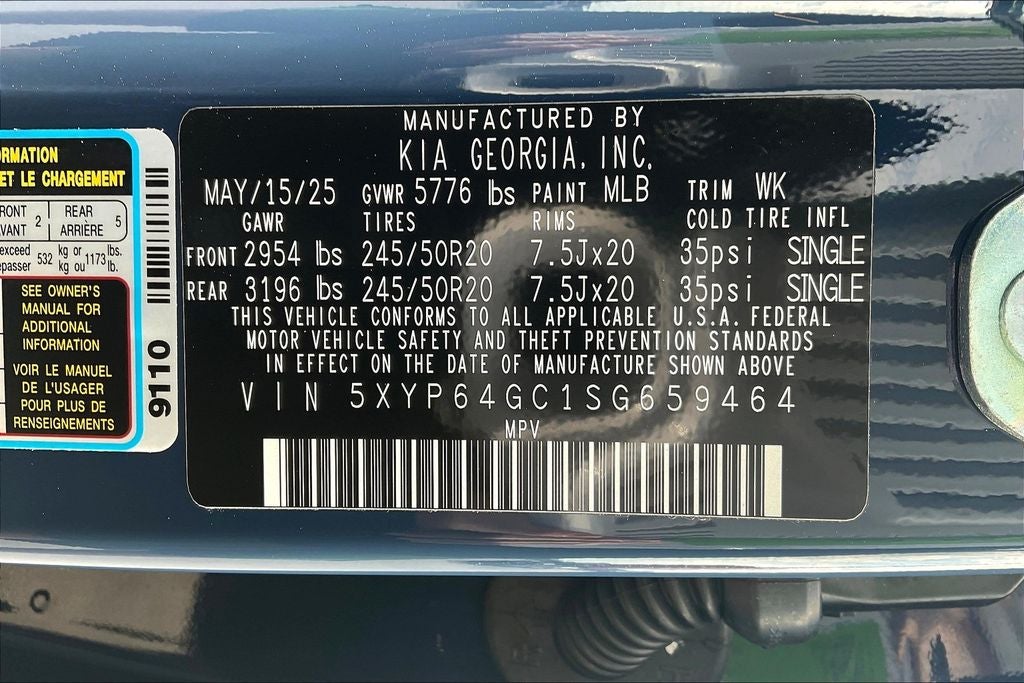 ORMATION
ET LE CHARGEMENT
FRONT
AVANT 2
REAR
ARRIÈRE 5
exceed
532
kg or
kg ou
1173
lbs.
lb.
SEE OWNER'S
MANUAL FOR
ADDITIONAL
INFORMATION
VOIR LE MANUEL
DE L'USAGER
POUR PLUS DE
RENSEIGNEMENTS
9110
MANUFACTURED BY
KIA GEORGIA, INC.
MAY/15/25 GVWR 5776 lbs PAINT MLB TRIM WK
GAWR TIRES RIMS COLD TIRE INFL
FRONT 2954 lbs 245/50R20 7.5Jx20 35psi SINGLE
REAR 3196 lbs 245/50R20 7.5Jx20 35psi SINGLE
THIS VEHICLE CONFORMS TO ALL APPLICABLE U.S.A. FEDERAL
MOTOR VEHICLE SAFETY AND THEFT PREVENTION STANDARDS
IN EFFECT ON THE DATE OF MANUFACTURE SHOWN ABOVE
VIN 5XYP64GC1SG659464
MPV